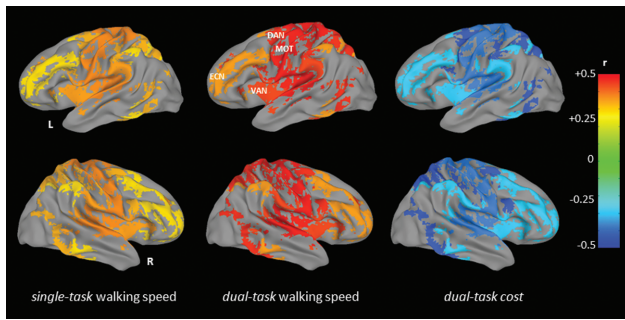 DAN
MOT
ECN
VAN
L
R
r
+0.5
+0.25
0
-0.25
-0.5
single-task walking speed
dual-task walking speed
dual-task cost